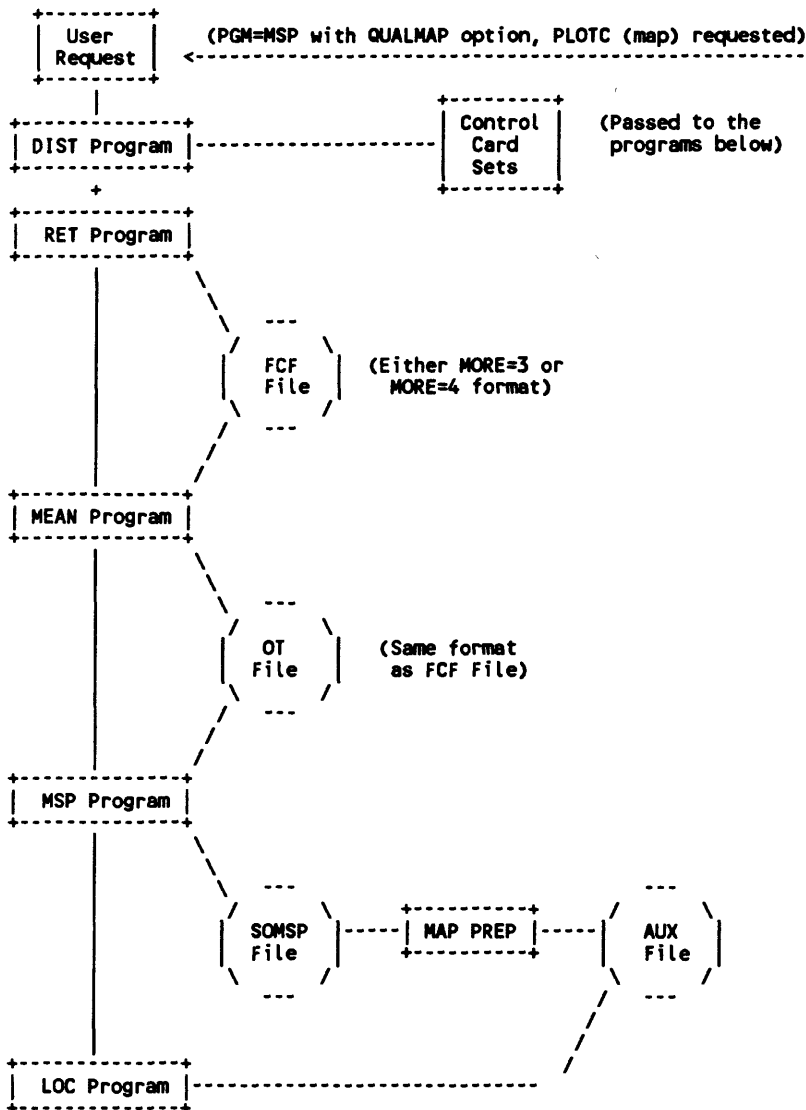 User
Request
(PGM=MSP with QUALMAP option, PLOTC (map) requested)
DIST Program
Control
Card
Sets
(Passed to the
programs below)
RET Program
FCF
File
(Either MORE=3 or
MORE=4 format)
MEAN Program
OT
File
(Same format
as FCF File)
MSP Program
SOMSP
File
MAP PREP
AUX
File
LOC Program